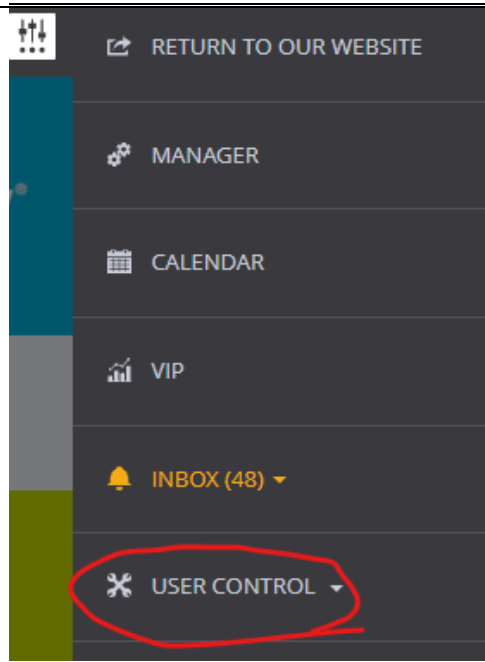 RETURN TO OUR WEBSITE
MANAGER
CALENDAR
VIP
INBOX (48)
USER CONTROL